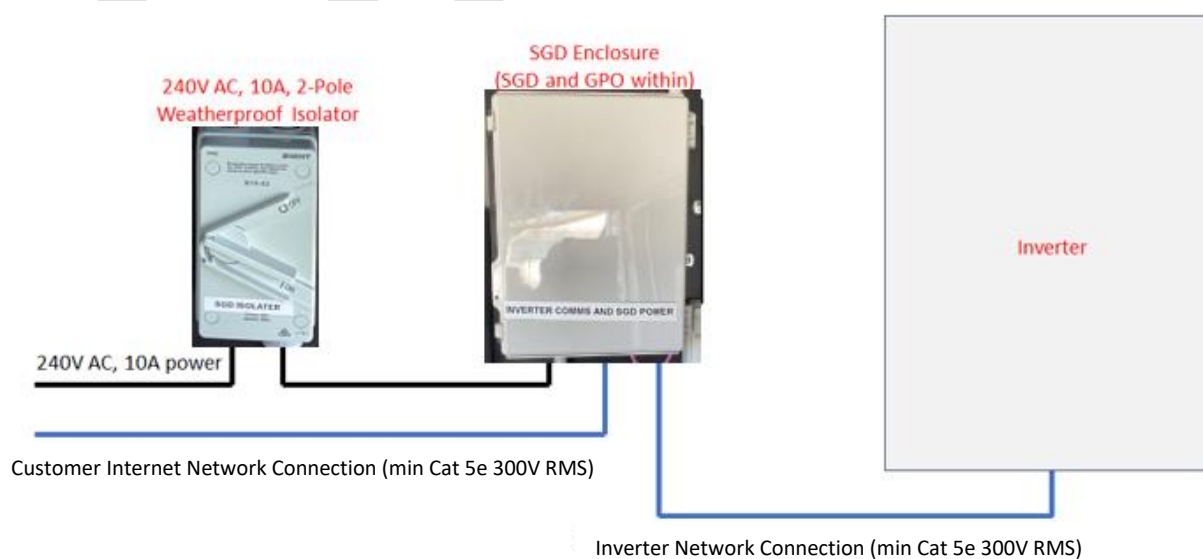 SGD Enclosure
(SGD and GPO within)
240V AC, 10A, 2-Pole
Weatherproof Isolator
Inverter
OFF
ON
SGD ISOLATER
INVERTER COMMS AND SGD POWER
240V AC, 10A power
Customer Internet Network Connection (min Cat 5e 300V RMS)
Inverter Network Connection (min Cat 5e 300V RMS)